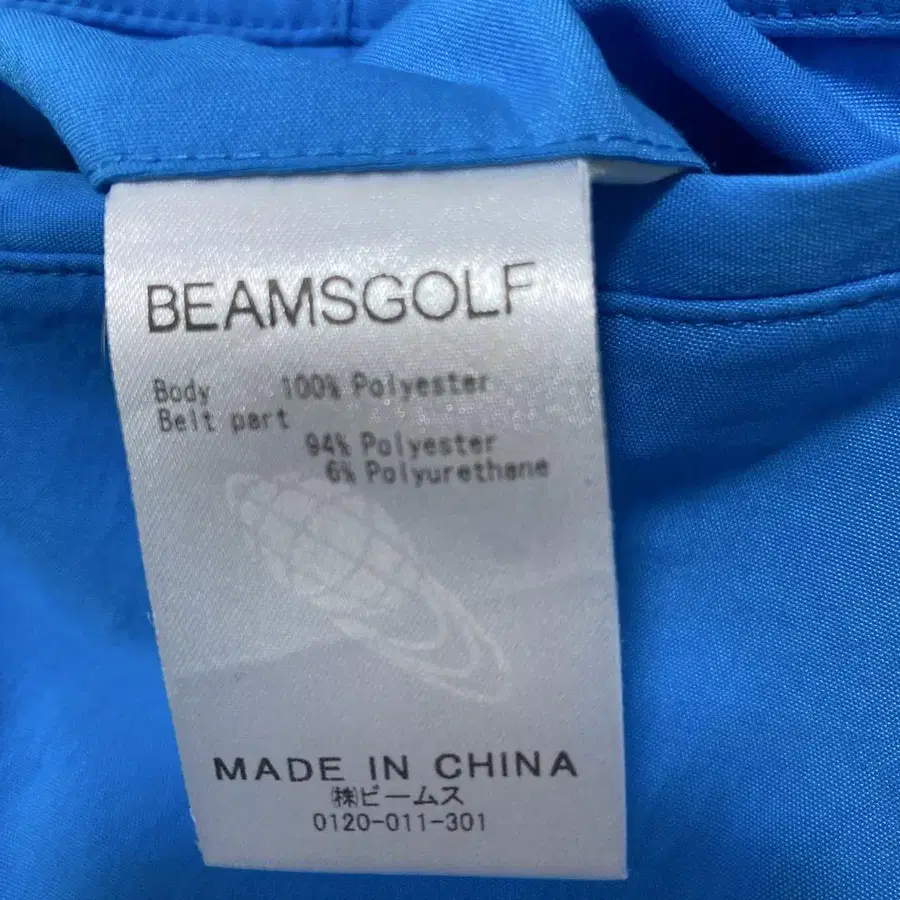 BEAMSGOLF
Body 100% Polyester
Belt part
94% Polyester
6% Polyurethane
MADE IN CHINA
㈱ビームス
0120-011-301